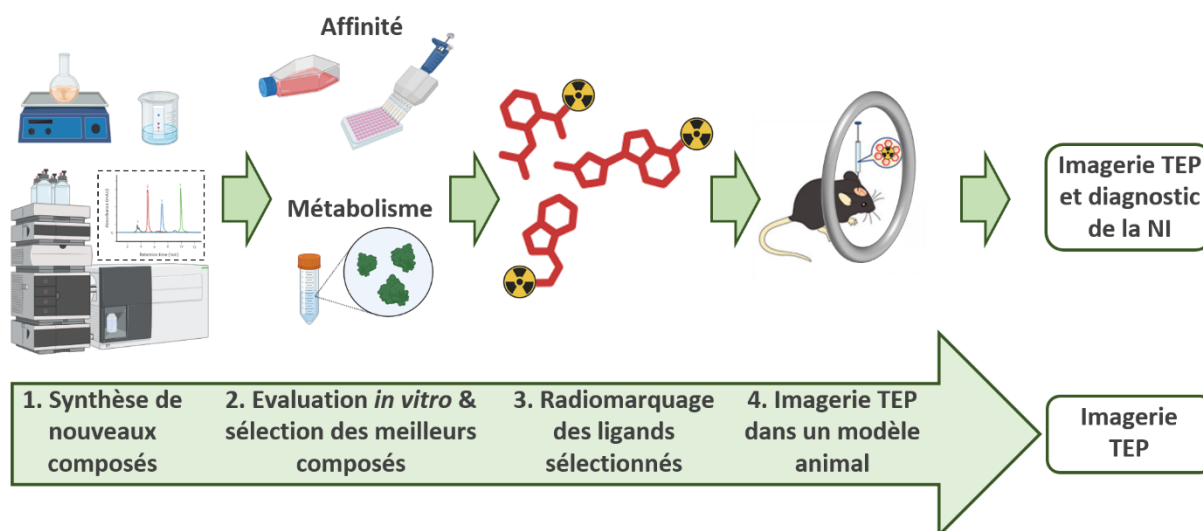 Affinité
Métabolisme
Imagerie TEP
et diagnostic
de la NI
1. Synthèse de
nouveaux
composés
2. Evaluation in vitro &
sélection des meilleurs
composés
3. Radiomarquage
des ligands
sélectionnés
4. Imagerie TEP
dans un modèle
animal
Imagerie
TEP